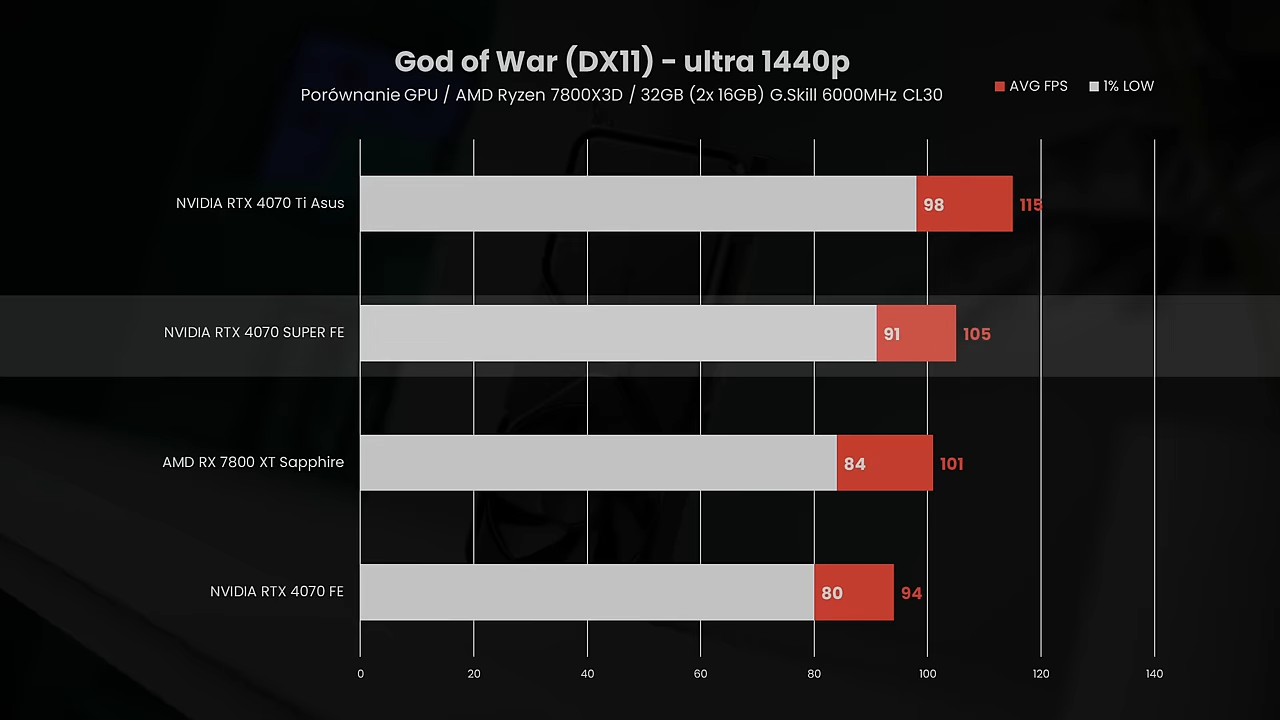 God of War (DX11) - ultra 1440p
Porównanie GPU / AMD Ryzen 7800X3D / 32GB (2x 16GB) G.Skill 6000MHz CL30
AVG FPS 1% LOW
NVIDIA RTX 4070 Ti Asus 98 115
NVIDIA RTX 4070 SUPER FE 91 105
AMD RX 7800 XT Sapphire 84 101
NVIDIA RTX 4070 FE 80 94
0 20 40 60 80 100 120 140